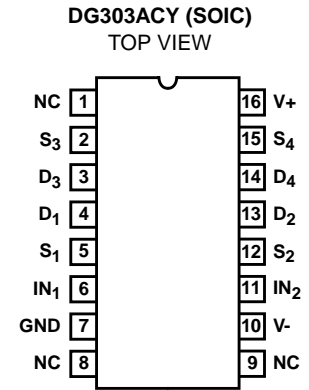 DG303ACY (SOIC)
TOP VIEW
NC 1 16 V+
S3 2 15 S4
D3 3 14 D4
D1 4 13 D2
S1 5 12 S2
IN1 6 11 IN2
GND 7 10 V-
NC 8 9 NC